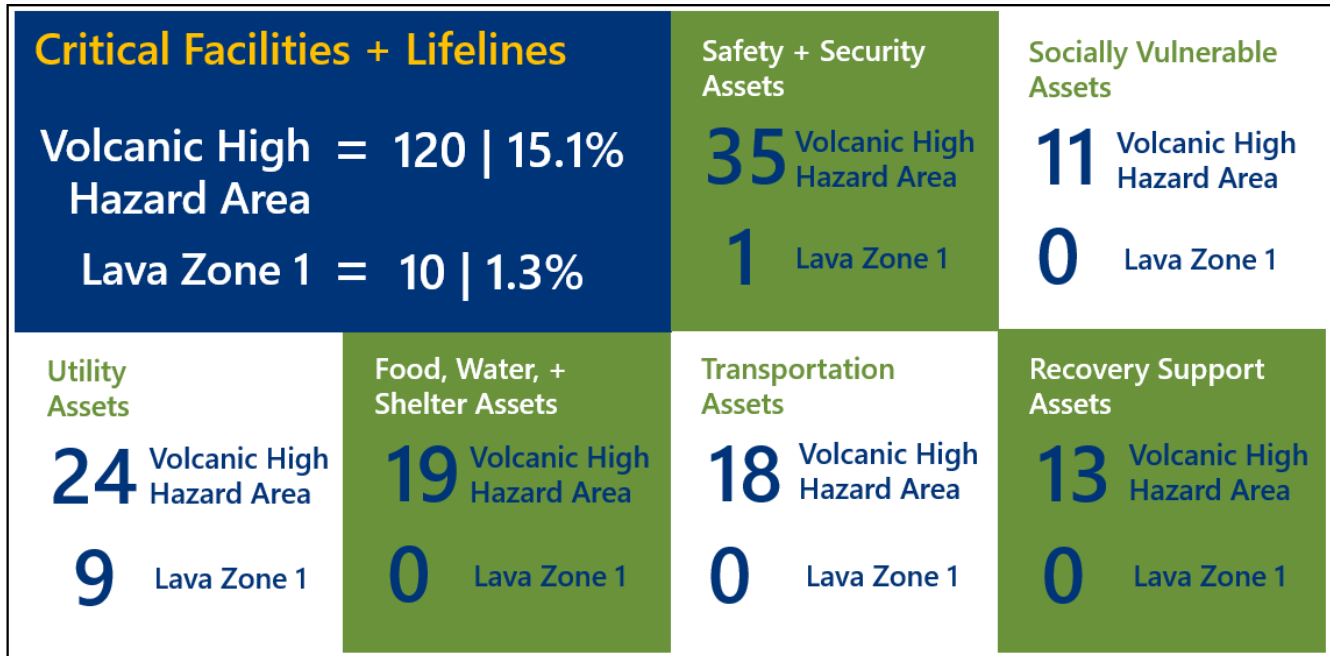 Critical Facilities + Lifelines
Volcanic High
Hazard Area
= 120 | 15.1%
Lava Zone 1 = 10 | 1.3%
Safety + Security
Assets
35 Volcanic High
Hazard Area
1 Lava Zone 1
Socially Vulnerable
Assets
11 Volcanic High
Hazard Area
0 Lava Zone 1
Utility
Assets
24 Volcanic High
Hazard Area
9 Lava Zone 1
Food, Water, +
Shelter Assets
19 Volcanic High
Hazard Area
0 Lava Zone 1
Transportation
Assets
18 Volcanic High
Hazard Area
0 Lava Zone 1
Recovery Support
Assets
13 Volcanic High
Hazard Area
0 Lava Zone 1